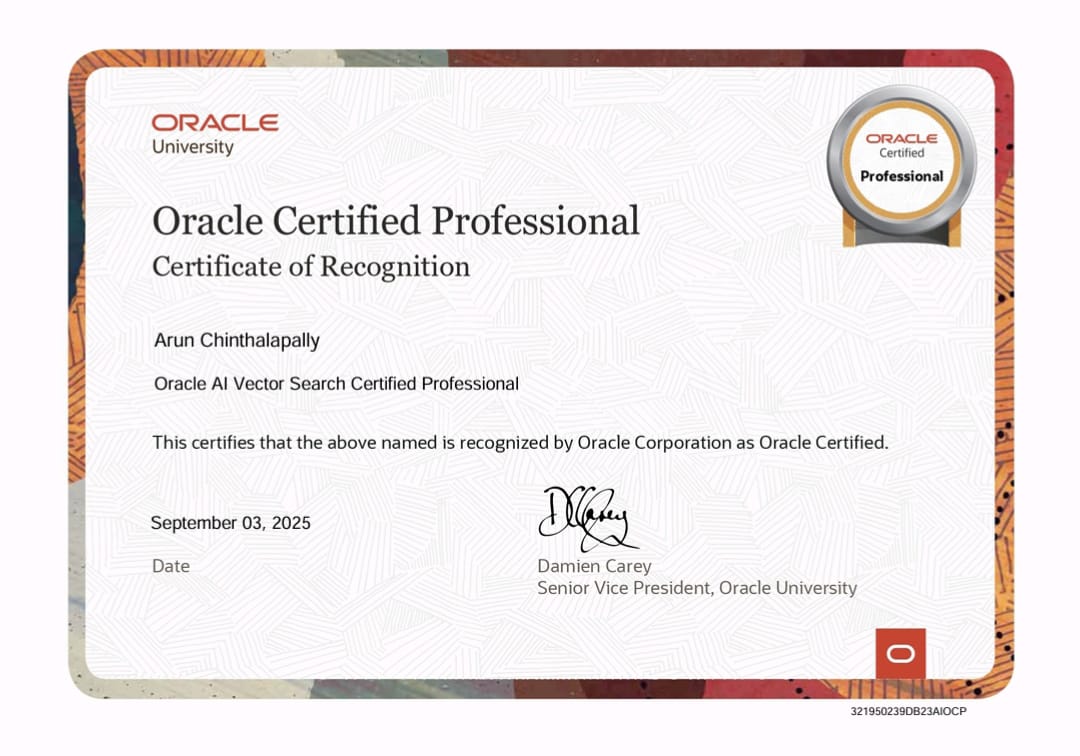 ORACLE
University
ORACLE
Certified
Professional
Oracle Certified Professional
Certificate of Recognition
Arun Chinthalapally
Oracle AI Vector Search Certified Professional
This certifies that the above named is recognized by Oracle Corporation as Oracle Certified.
DCarey
September 03, 2025
Date
Damien Carey
Senior Vice President, Oracle University
321950239DB23AIOCP